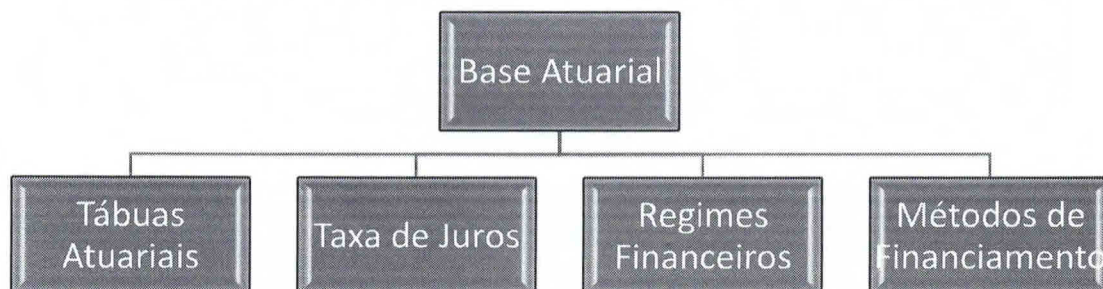 Base Atuarial
Tábuas
Atuariais
Taxa de Juros
Regimes
Financeiros
Métodos de
Financiamento